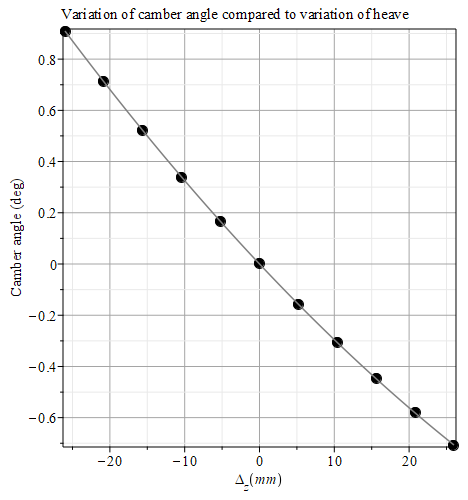 Variation of camber angle compared to variation of heave
0.8
0.6
0.4
0.2
0
−0.2
−0.4
−0.6
Camber angle (deg)
−20 −10 0 10 20
Δz(mm)